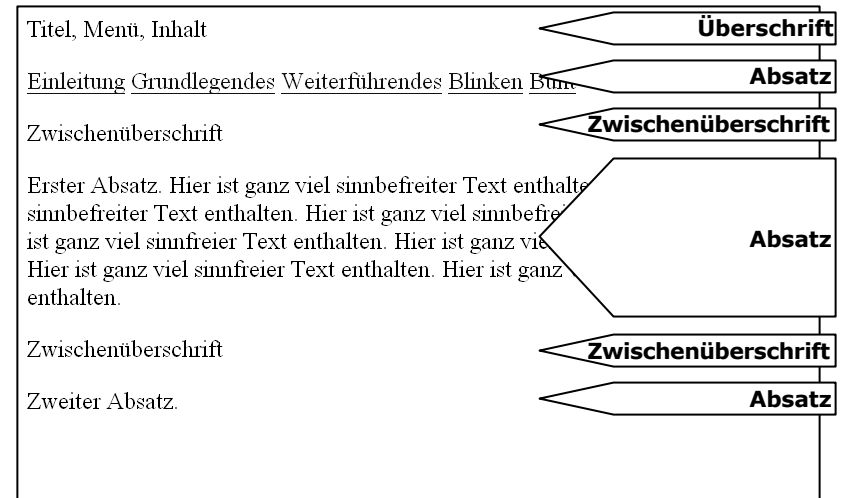 Titel, Menü, Inhalt
Überschrift
Einleitung Grundlegendes Weiterführendes Blinken Bunt
Absatz
Zwischenüberschrift
Zwischenüberschrift
Erster Absatz. Hier ist ganz viel sinnbefreiter Text enthalte
sinnbefreiter Text enthalten. Hier ist ganz viel sinnbefrei
ist ganz viel sinnfreier Text enthalten. Hier ist ganz vie
Hier ist ganz viel sinnfreier Text enthalten. Hier ist ganz
enthalten.
Absatz
Zwischenüberschrift
Zwischenüberschrift
Zweiter Absatz.
Absatz